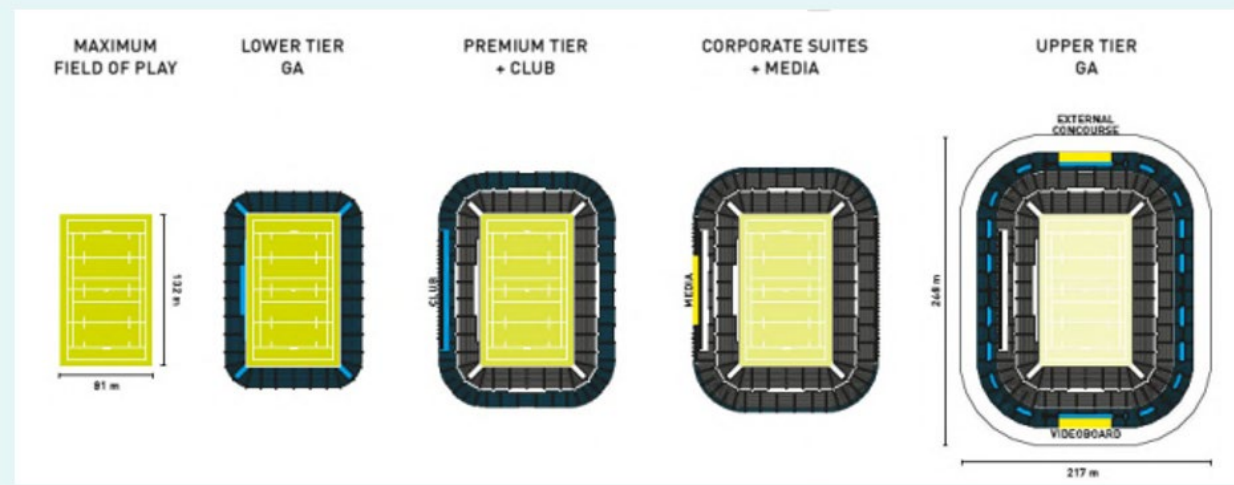 MAXIMUM
FIELD OF PLAY
LOWER TIER
GA
PREMIUM TIER
+ CLUB
CORPORATE SUITES
+ MEDIA
UPPER TIER
GA
EXTERNAL
CONCOURSE
132 m
81 m
CLUB
MEDIA
268 m
VIDEOBOARD
217 m